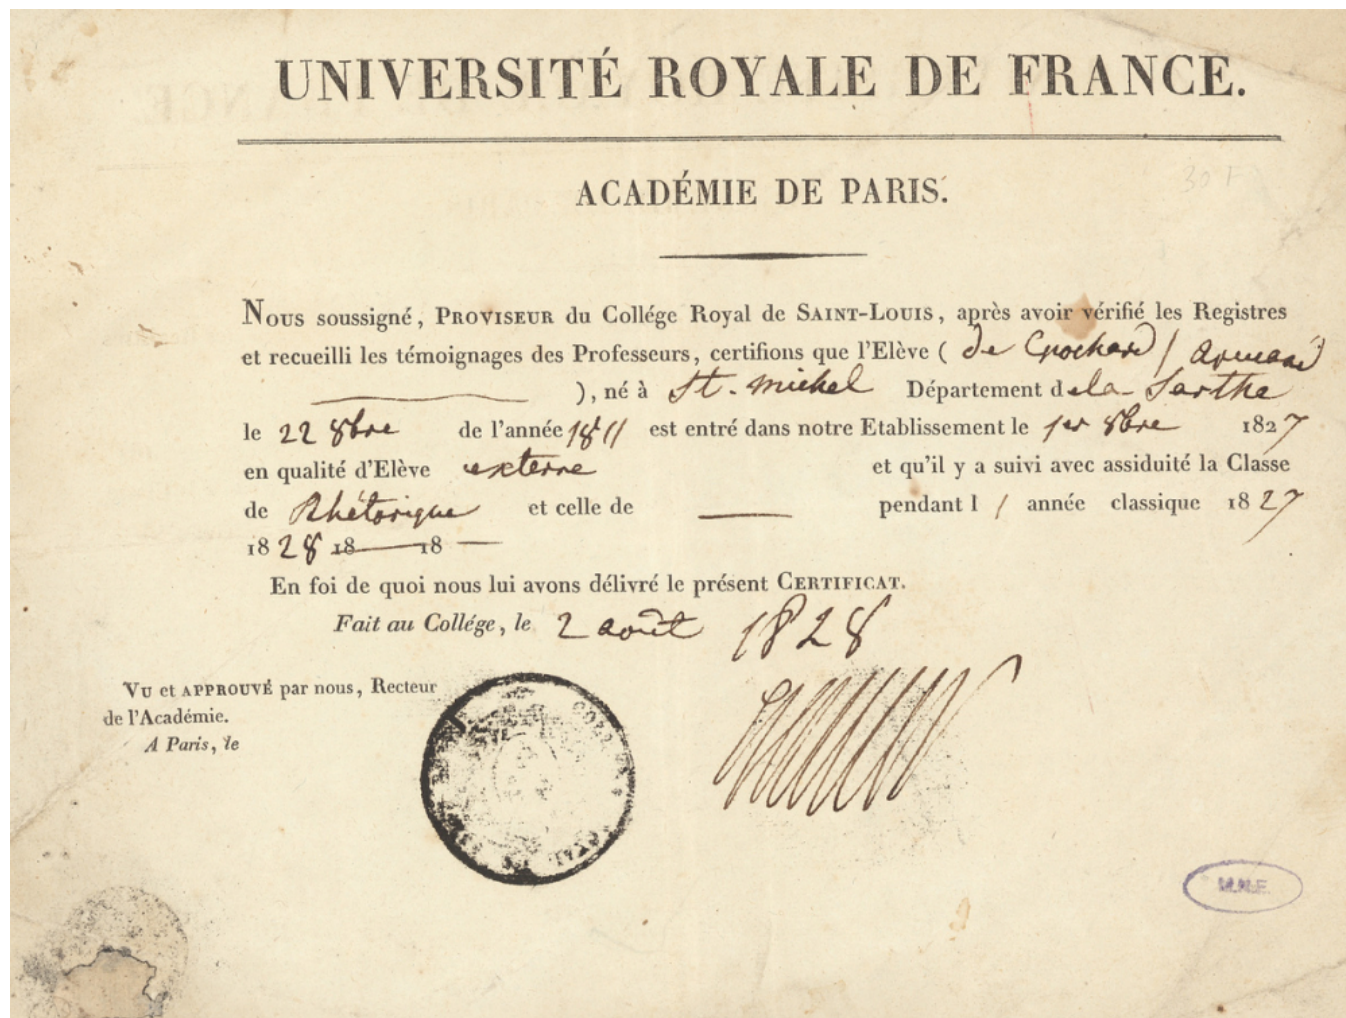 UNIVERSITÉ ROYALE DE FRANCE.
ACADÉMIE DE PARIS.
30 F
Nous soussigné, Proviseur du Collége Royal de Saint-Louis, après avoir vérifié les Registres
et recueilli les témoignages des Professeurs, certifions que l'Elève ( de Crochard / Armand
), né à St. Michel Département de la Sarthe
le 22 8bre de l'année 1811 est entré dans notre Etablissement le 1er 8bre 1827
en qualité d'Elève externe et qu'il y a suivi avec assiduité la Classe
de Rhétorique et celle de — pendant l / année classique 1827
1828 18 — 18 —
En foi de quoi nous lui avons délivré le présent Certificat.
Fait au Collége, le 2 août 1828
Vu et approuvé par nous, Recteur
de l'Académie.
A Paris, le
M.N.E.